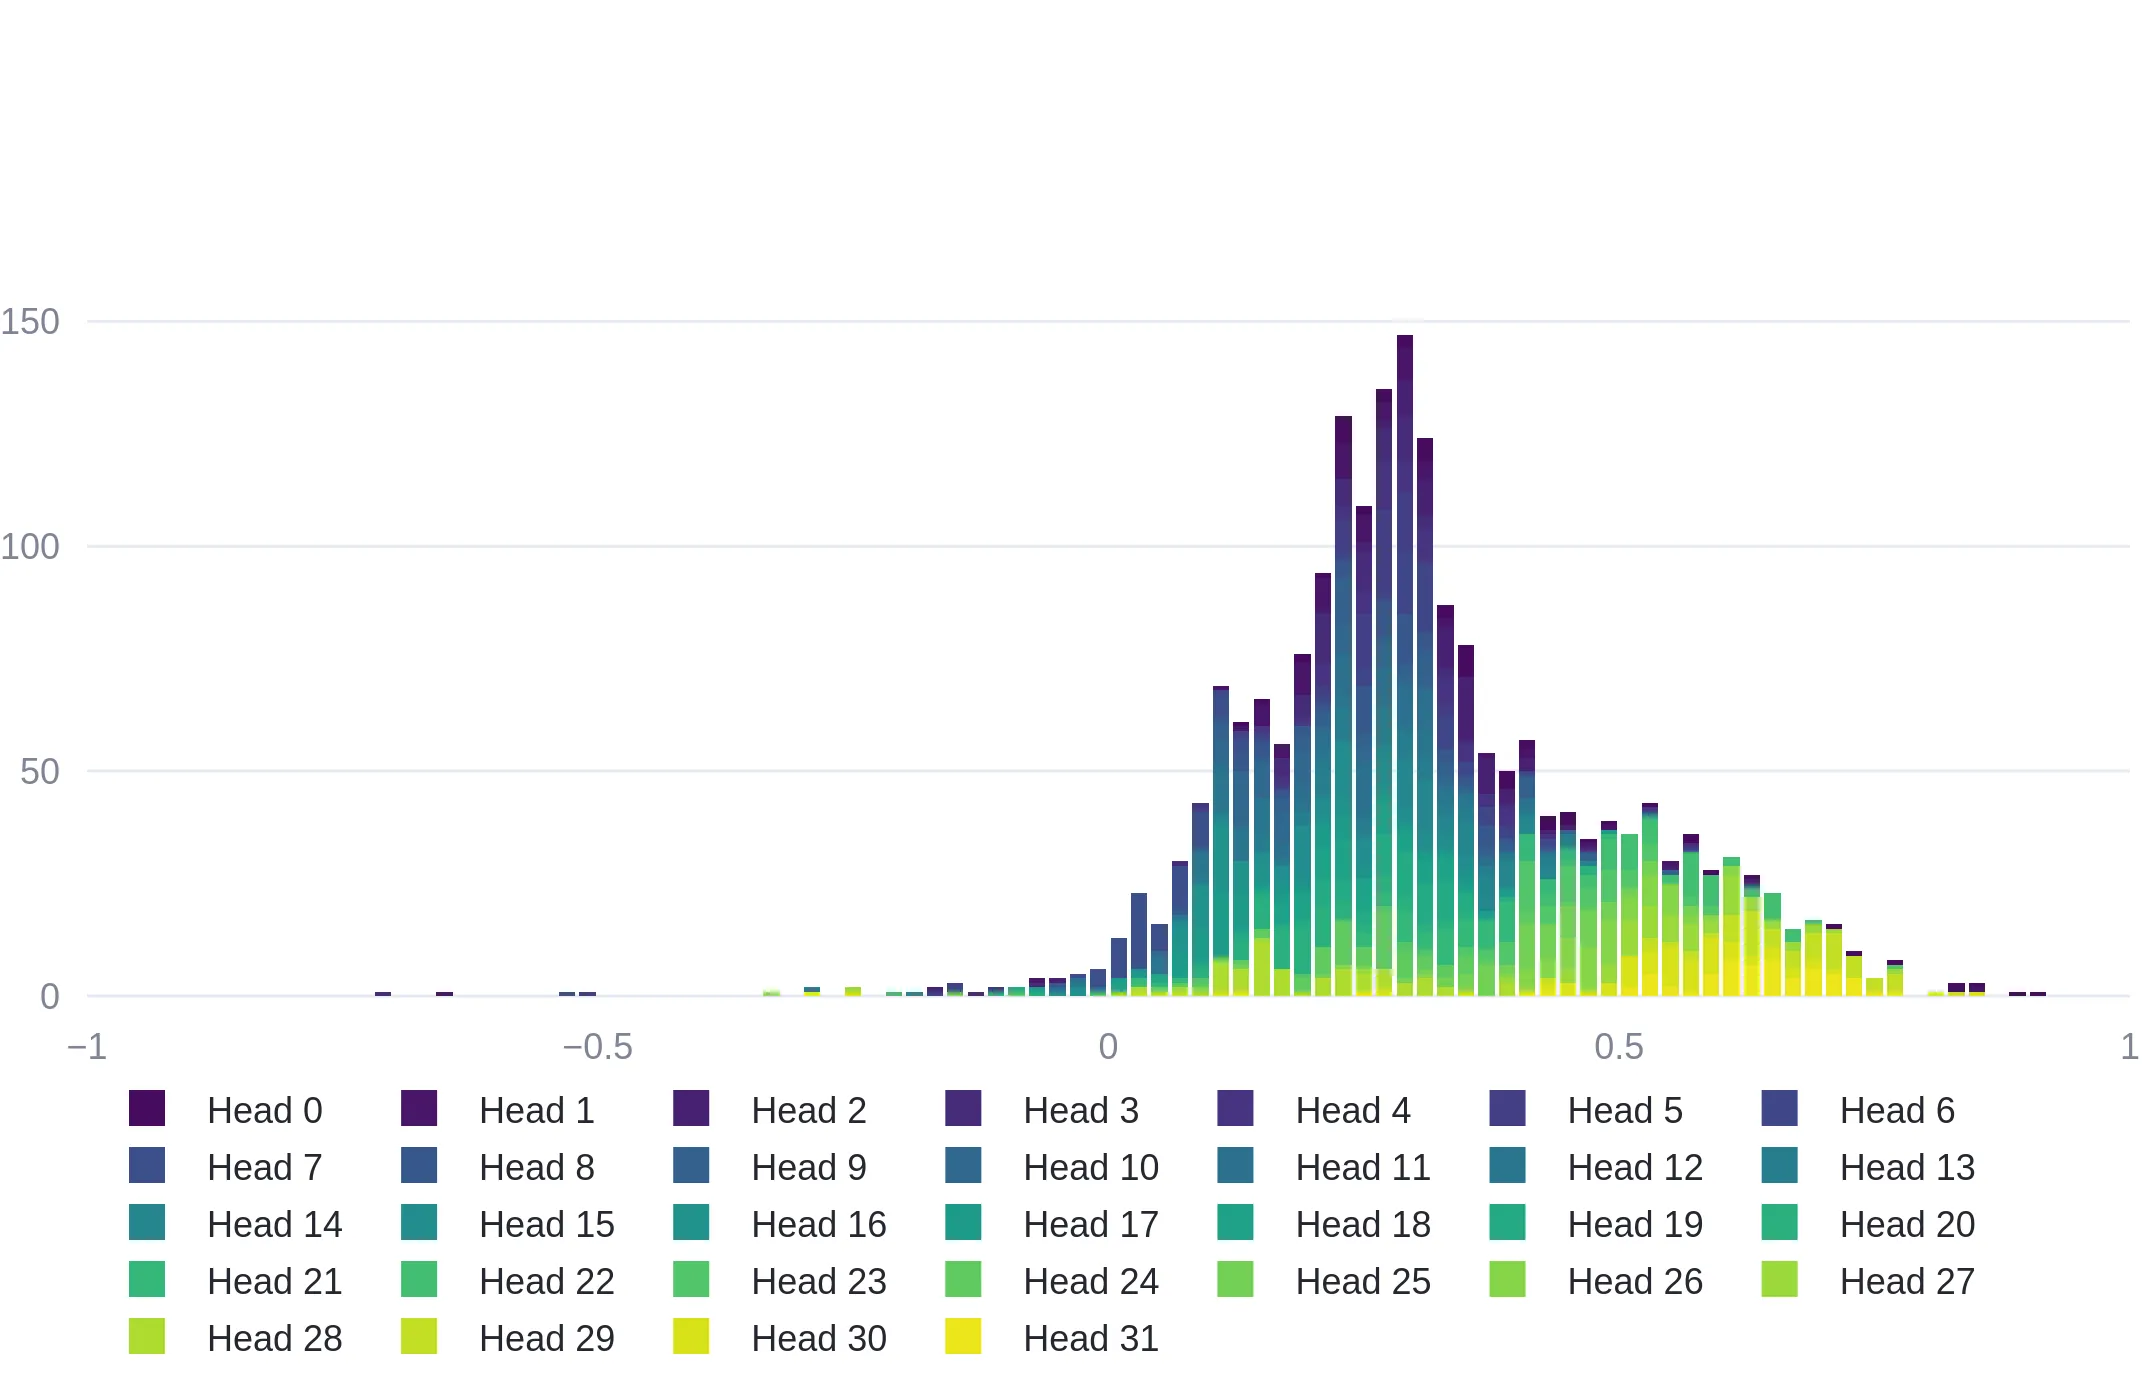 150
100
50
0
−1 −0.5 0 0.5 1
Head 0 Head 1 Head 2 Head 3 Head 4 Head 5 Head 6
Head 7 Head 8 Head 9 Head 10 Head 11 Head 12 Head 13
Head 14 Head 15 Head 16 Head 17 Head 18 Head 19 Head 20
Head 21 Head 22 Head 23 Head 24 Head 25 Head 26 Head 27
Head 28 Head 29 Head 30 Head 31